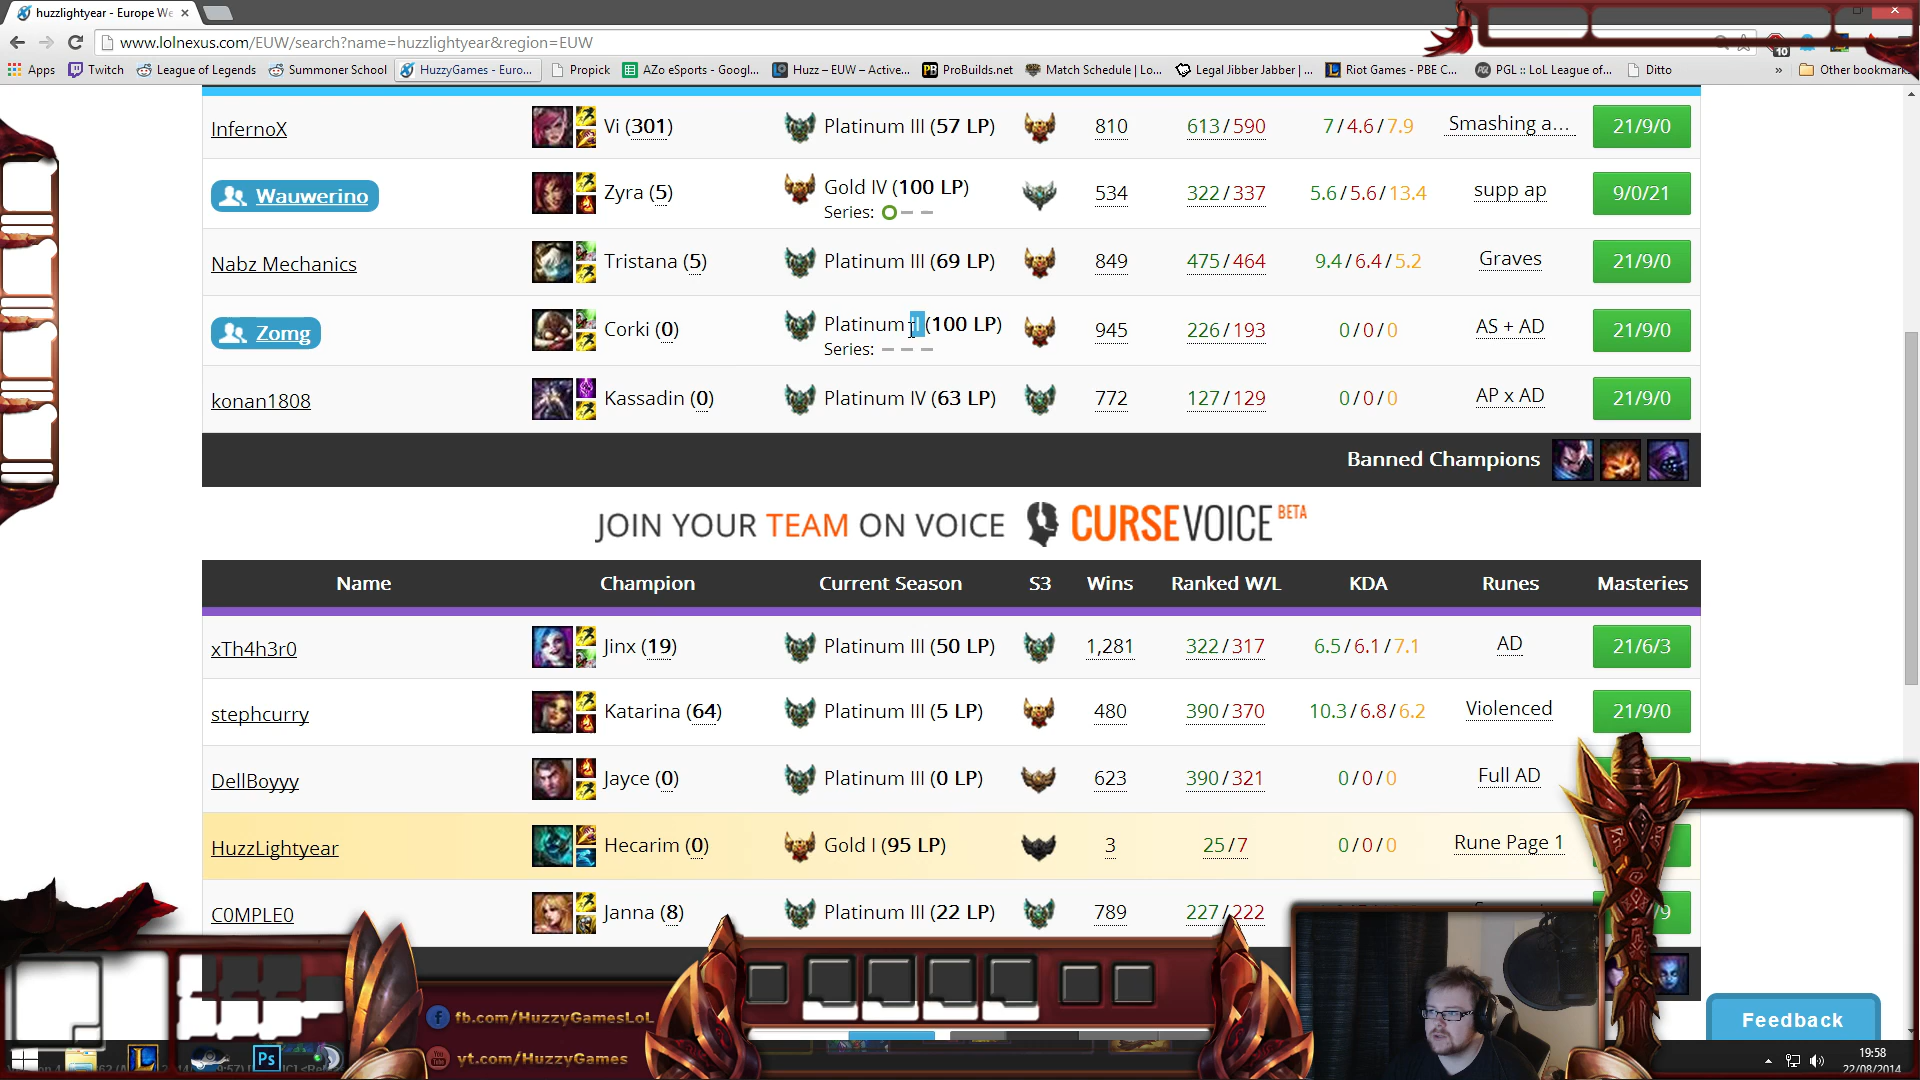 huzzlightyear - Europe We
www.lolnexus.com/EUW/search?name=huzzlightyear&region=EUW
10
Apps Twitch League of Legends Summoner School HuzzyGames - Euro... Propick AZo eSports - Googl... Huzz – EUW – Active... ProBuilds.net Match Schedule | Lo... Legal Jibber Jabber | ... Riot Games - PBE C... PGL :: LoL League of... Ditto » Other bookmark
InfernoX Vi (301) Platinum III (57 LP) 810 613 / 590 7 / 4.6 / 7.9 Smashing a... 21/9/0
Wauwerino Zyra (5) Gold IV (100 LP) 534 322 / 337 5.6 / 5.6 / 13.4 supp ap 9/0/21
Series:
Nabz Mechanics Tristana (5) Platinum III (69 LP) 849 475 / 464 9.4 / 6.4 / 5.2 Graves 21/9/0
Zomg Corki (0) Platinum II (100 LP) 945 226 / 193 0 / 0 / 0 AS + AD 21/9/0
Series:
konan1808 Kassadin (0) Platinum IV (63 LP) 772 127 / 129 0 / 0 / 0 AP x AD 21/9/0
Banned Champions
JOIN YOUR TEAM ON VOICE CURSEVOICE BETA
Name Champion Current Season S3 Wins Ranked W/L KDA Runes Masteries
xTh4h3r0 Jinx (19) Platinum III (50 LP) 1,281 322 / 317 6.5 / 6.1 / 7.1 AD 21/6/3
stephcurry Katarina (64) Platinum III (5 LP) 480 390 / 370 10.3 / 6.8 / 6.2 Violenced 21/9/0
DellBoyyy Jayce (0) Platinum III (0 LP) 623 390 / 321 0 / 0 / 0 Full AD
HuzzLightyear Hecarim (0) Gold I (95 LP) 3 25 / 7 0 / 0 / 0 Rune Page 1
C0MPLE0 Janna (8) Platinum III (22 LP) 789 227 / 222
fb.com/HuzzyGamesLoL
yt.com/HuzzyGames
Feedback
Ps
19:58
22/08/2014